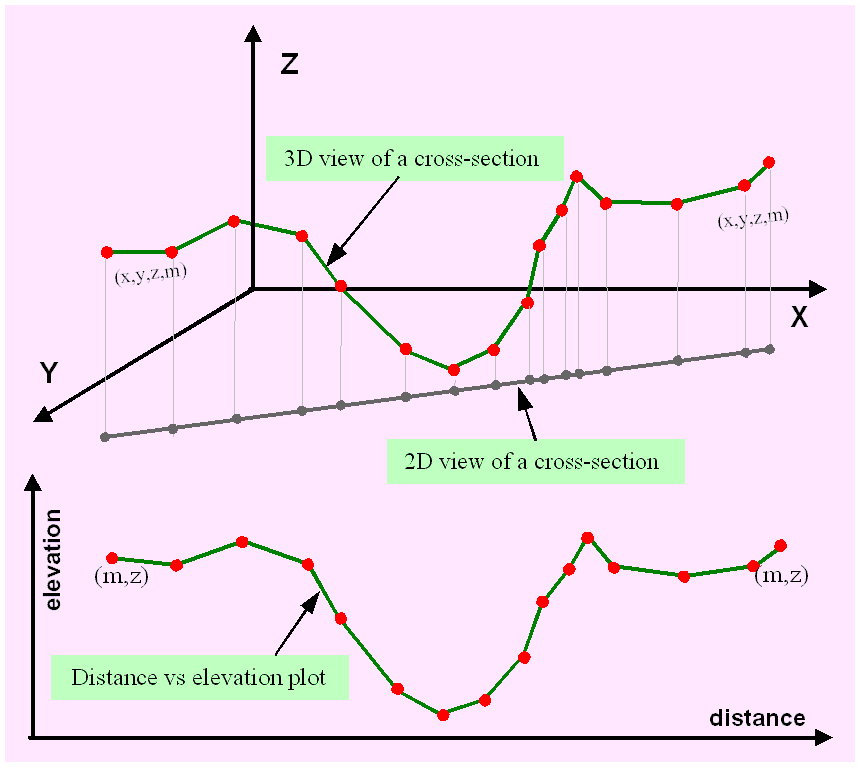 Z
3D view of a cross-section
(x,y,z,m)
(x,y,z,m)
X
Y
2D view of a cross-section
elevation
(m,z)
(m,z)
Distance vs elevation plot
distance